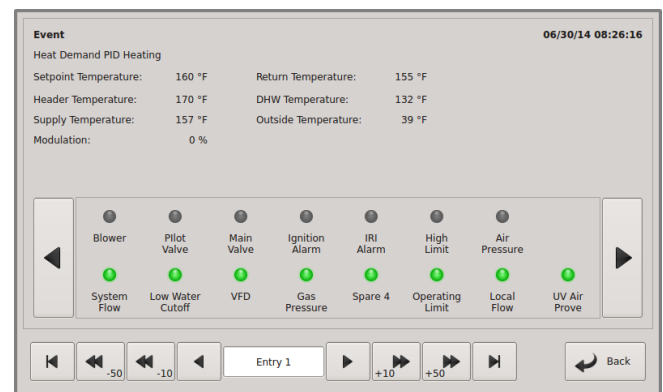 Event 06/30/14 08:26:16
Heat Demand PID Heating
Setpoint Temperature: 160 °F Return Temperature: 155 °F
Header Temperature: 170 °F DHW Temperature: 132 °F
Supply Temperature: 157 °F Outside Temperature: 39 °F
Modulation: 0 %
Blower PIlot Main Ignition IRI High Air
Valve Valve Alarm Alarm Limit Pressure
System Low Water VFD Gas Spare 4 Operating Local UV Air
Flow Cutoff Pressure Limit Flow Prove
-50 -10 Entry 1 +10 +50 Back